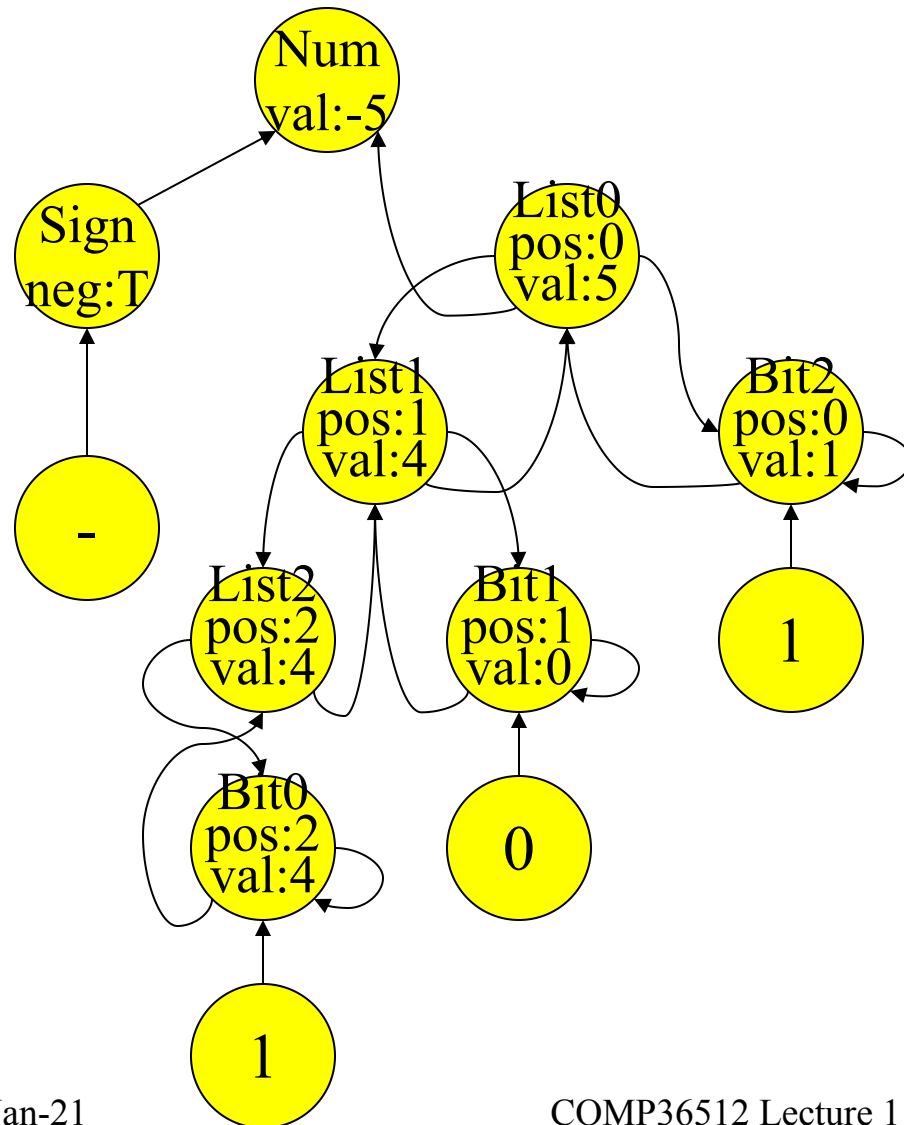 Num
val:-5
Sign
neg:T
List0
pos:0
val:5
List1
pos:1
val:4
Bit2
pos:0
val:1
-
List2
pos:2
val:4
Bit1
pos:1
val:0
1
Bit0
pos:2
val:4
0
1
an-21
COMP36512 Lecture 1